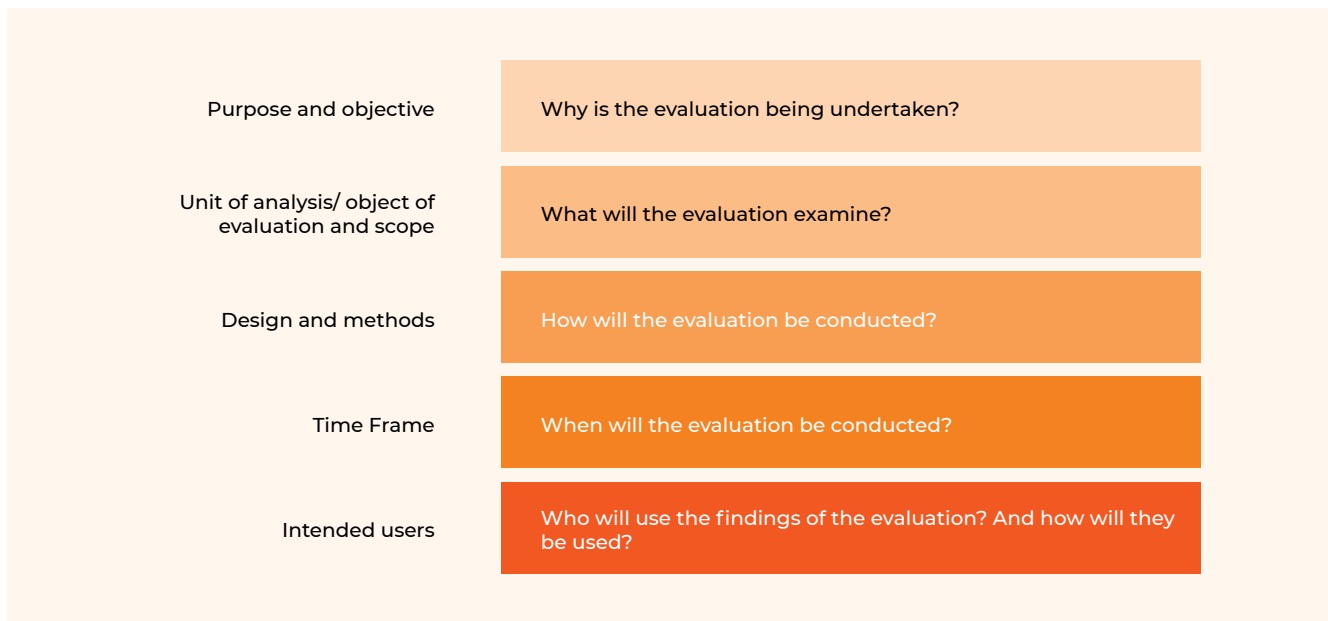 Purpose and objective
Why is the evaluation being undertaken?
Unit of analysis/ object of
evaluation and scope
What will the evaluation examine?
Design and methods
How will the evaluation be conducted?
Time Frame
When will the evaluation be conducted?
Intended users
Who will use the findings of the evaluation? And how will they
be used?